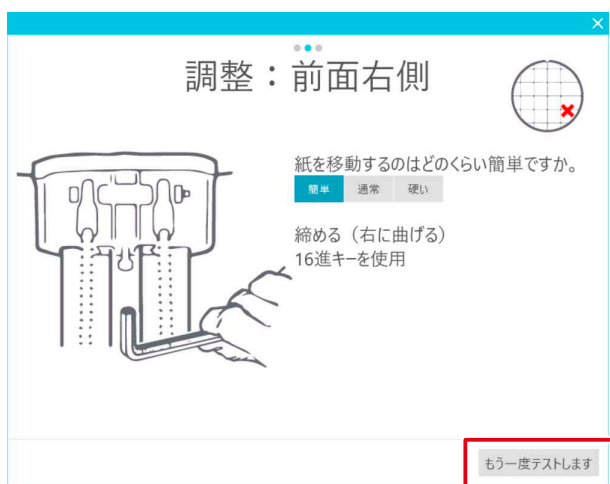 調整：前面右側
紙を移動するのはどのくらい簡単ですか。
簡単 通常 硬い
締める（右に曲げる）
16進キーを使用
もう一度テストします